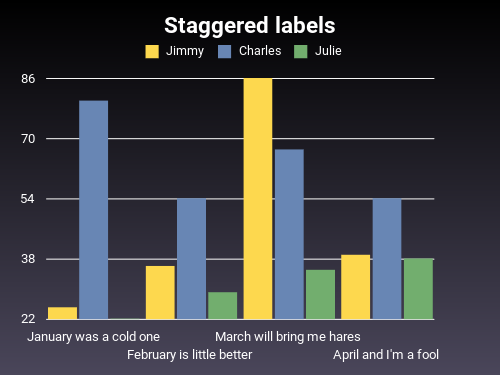 Staggered labels
Jimmy Charles Julie
86
70
54
38
22
January was a cold one March will bring me hares
February is little better April and I'm a fool